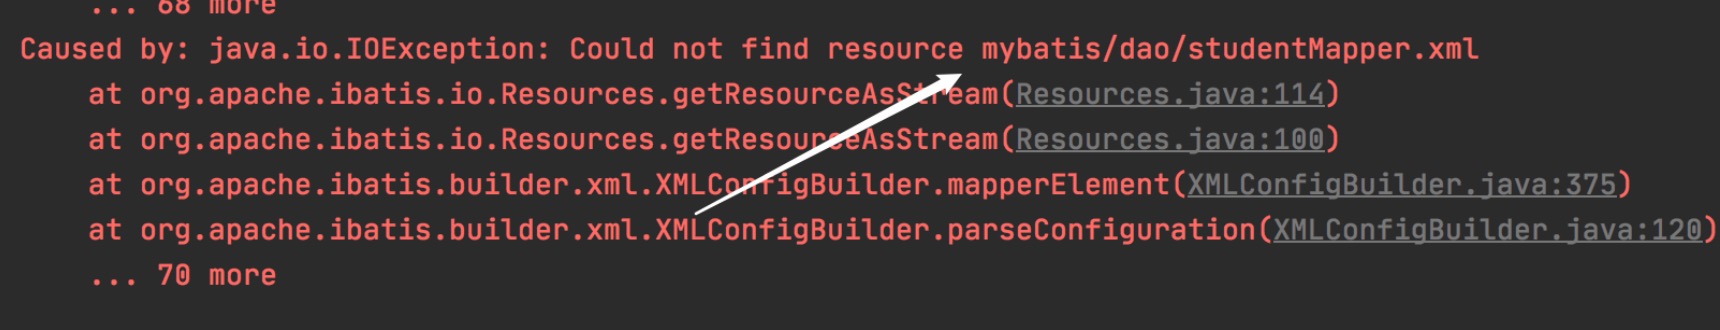 ... 68 more
Caused by: java.io.IOException: Could not find resource mybatis/dao/studentMapper.xml
at org.apache.ibatis.io.Resources.getResourceAsStream(Resources.java:114)
at org.apache.ibatis.io.Resources.getResourceAsStream(Resources.java:100)
at org.apache.ibatis.builder.xml.XMLConfigBuilder.mapperElement(XMLConfigBuilder.java:375)
at org.apache.ibatis.builder.xml.XMLConfigBuilder.parseConfiguration(XMLConfigBuilder.java:120)
... 70 more